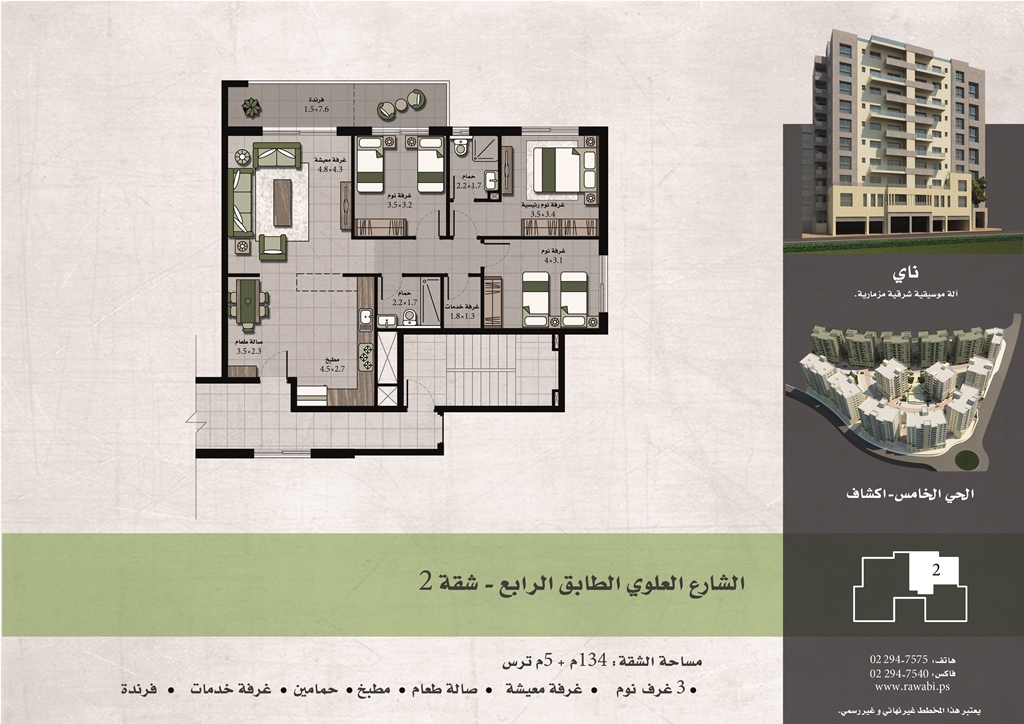 فرندة
1.5×7.6
غرفة معيشة
4.8×4.3
غرفة نوم
3.5×3.2
حمام
2.2×1.7
غرفة نوم رئيسية
3.5×3.4
غرفة نوم
4×3.1
حمام
2.2×1.7
غرفة خدمات
1.8×1.3
صالة طعام
3.5×2.3
مطبخ
4.5×2.7
ناي
آلة موسيقية شرقية مزمارية.
الحي الخامس-اكشاف
2
الشارع العلوي الطابق الرابع - شقة 2
مساحة الشقة: 134م + 5م ترس
• 3 غرف نوم • غرفة معيشة • صالة طعام • مطبخ • حمامين • غرفة خدمات • فرندة
هاتف: 02 294-7575
فاكس: 02 294-7540
www.rawabi.ps
يعتبر هذا المخطط غير نهائي و غير رسمي.